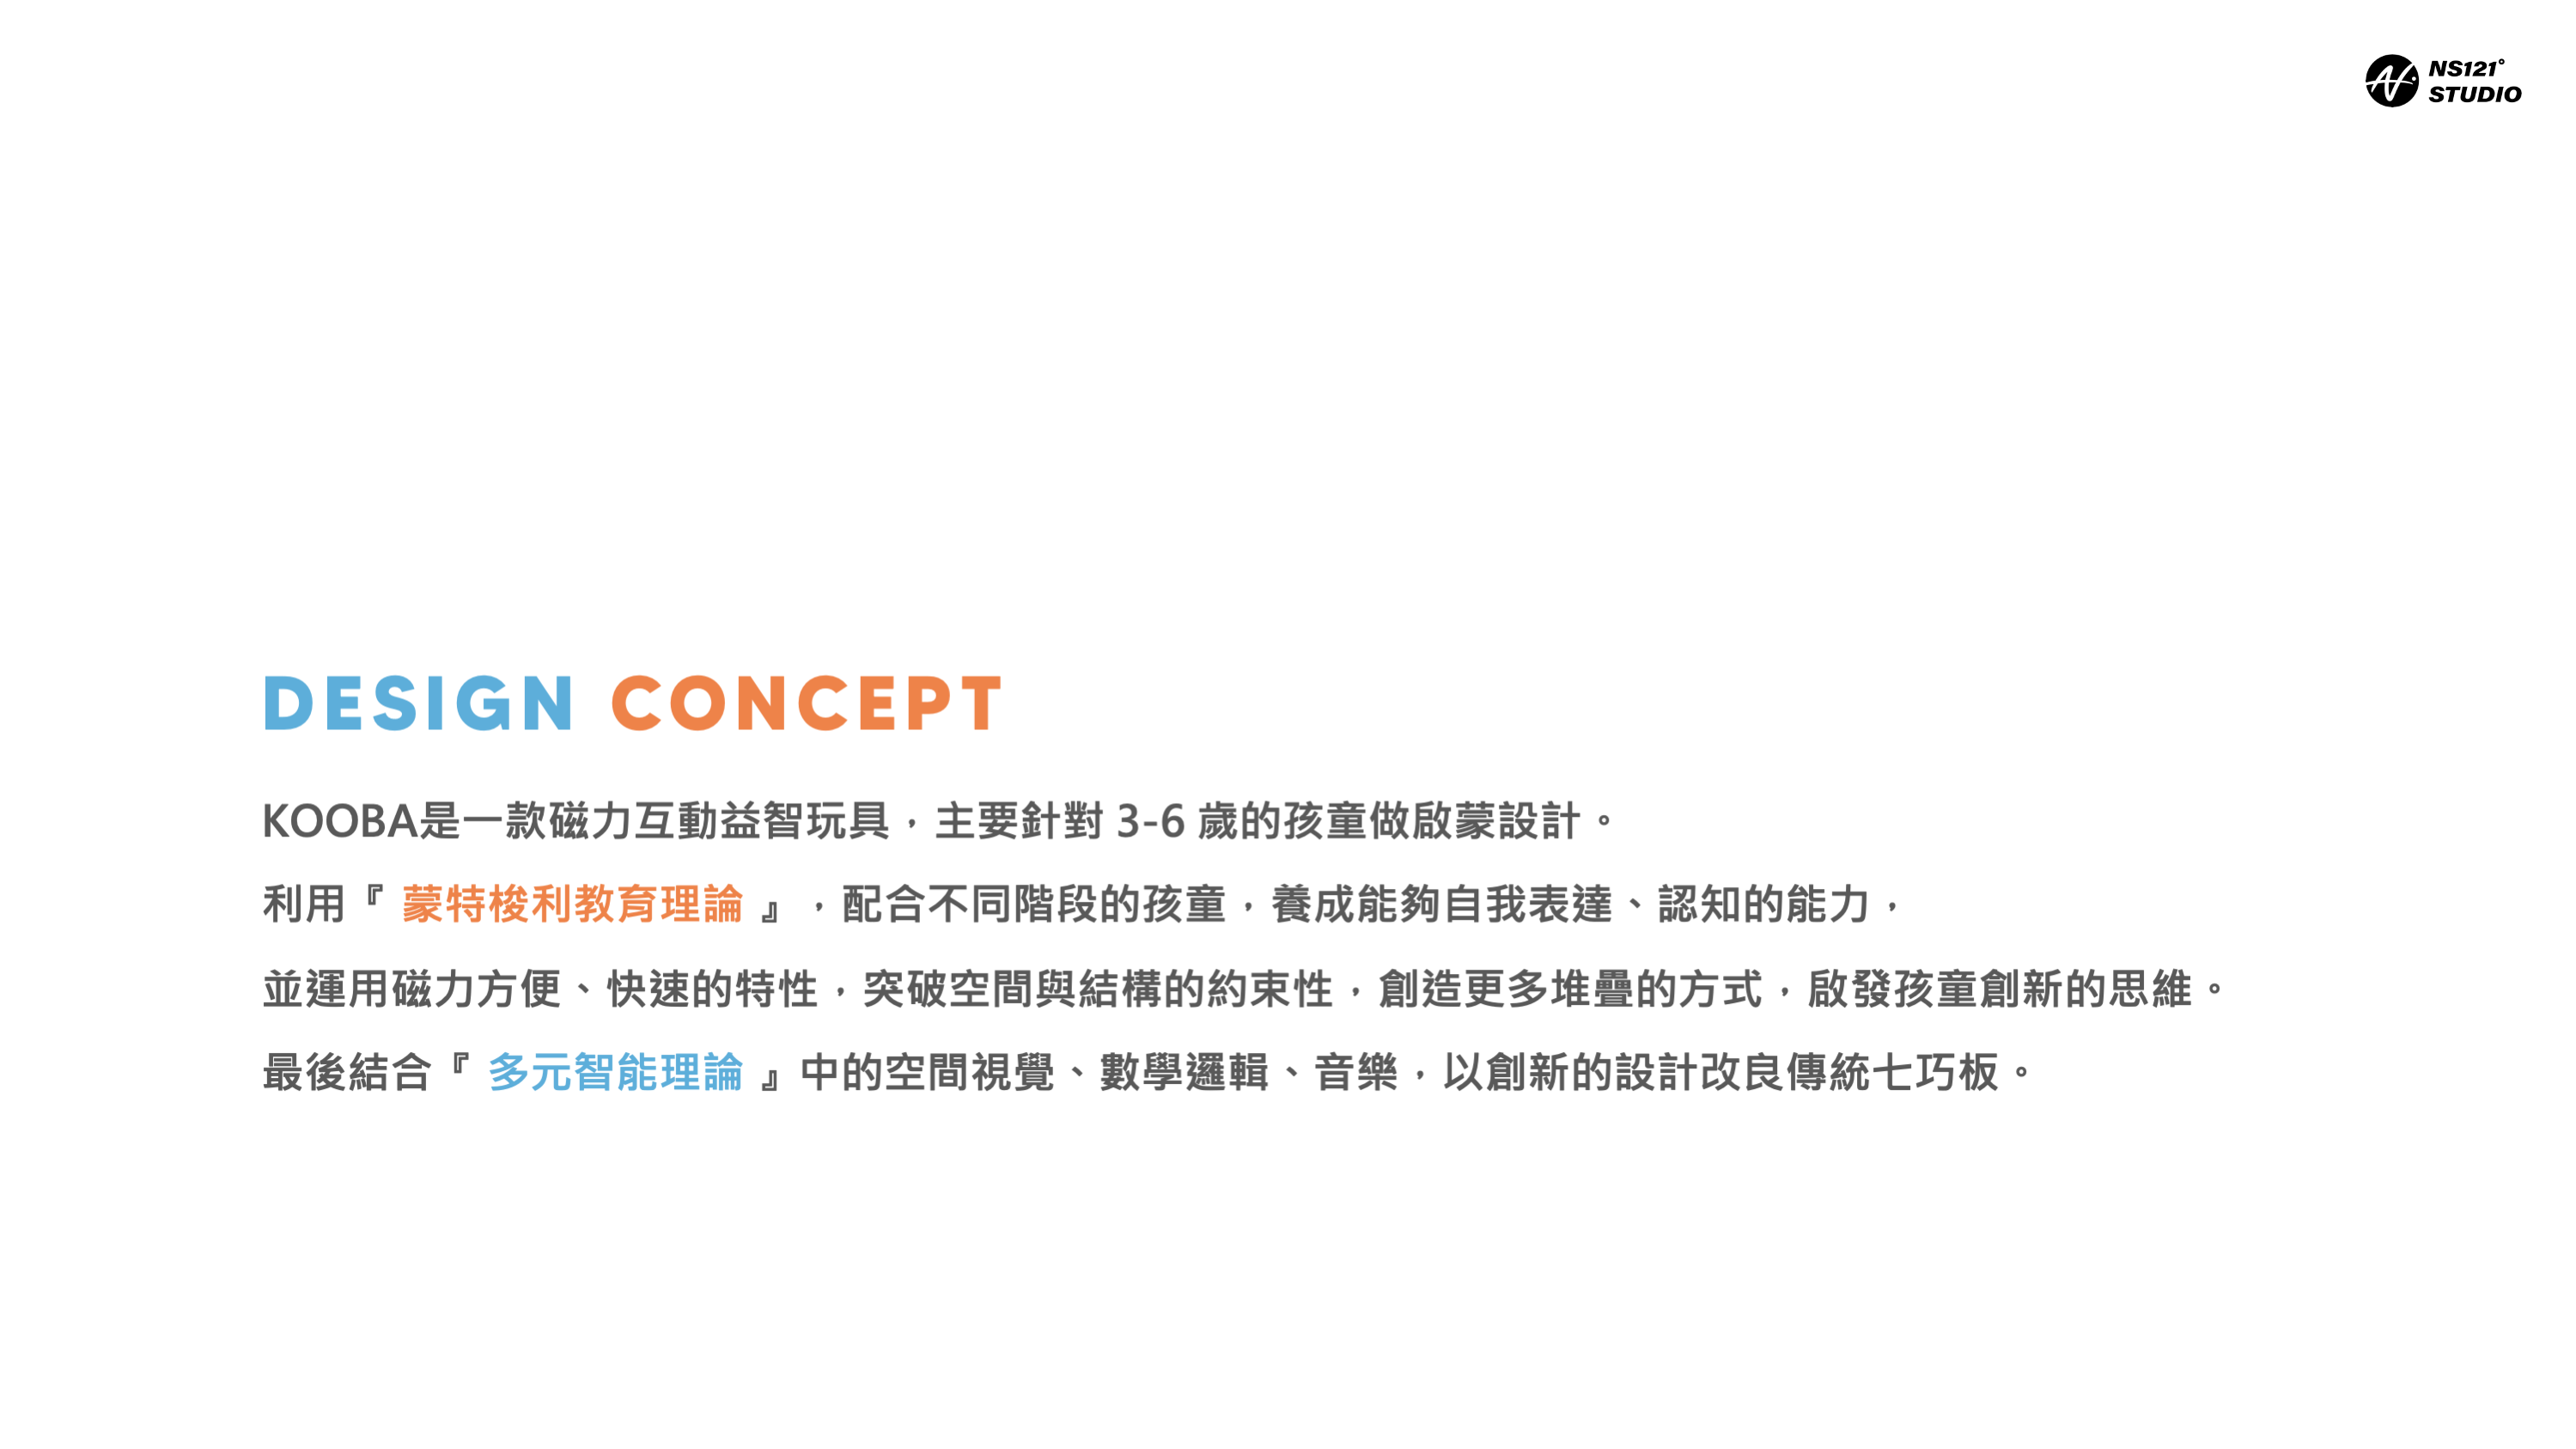 NS121°
STUDIO
DESIGN CONCEPT
KOOBA是一款磁力互動益智玩具，主要針對 3-6 歲的孩童做啟蒙設計。
利用『 蒙特梭利教育理論 』，配合不同階段的孩童，養成能夠自我表達、認知的能力，
並運用磁力方便、快速的特性，突破空間與結構的約束性，創造更多堆疊的方式，啟發孩童創新的思維。
最後結合『 多元智能理論 』中的空間視覺、數學邏輯、音樂，以創新的設計改良傳統七巧板。